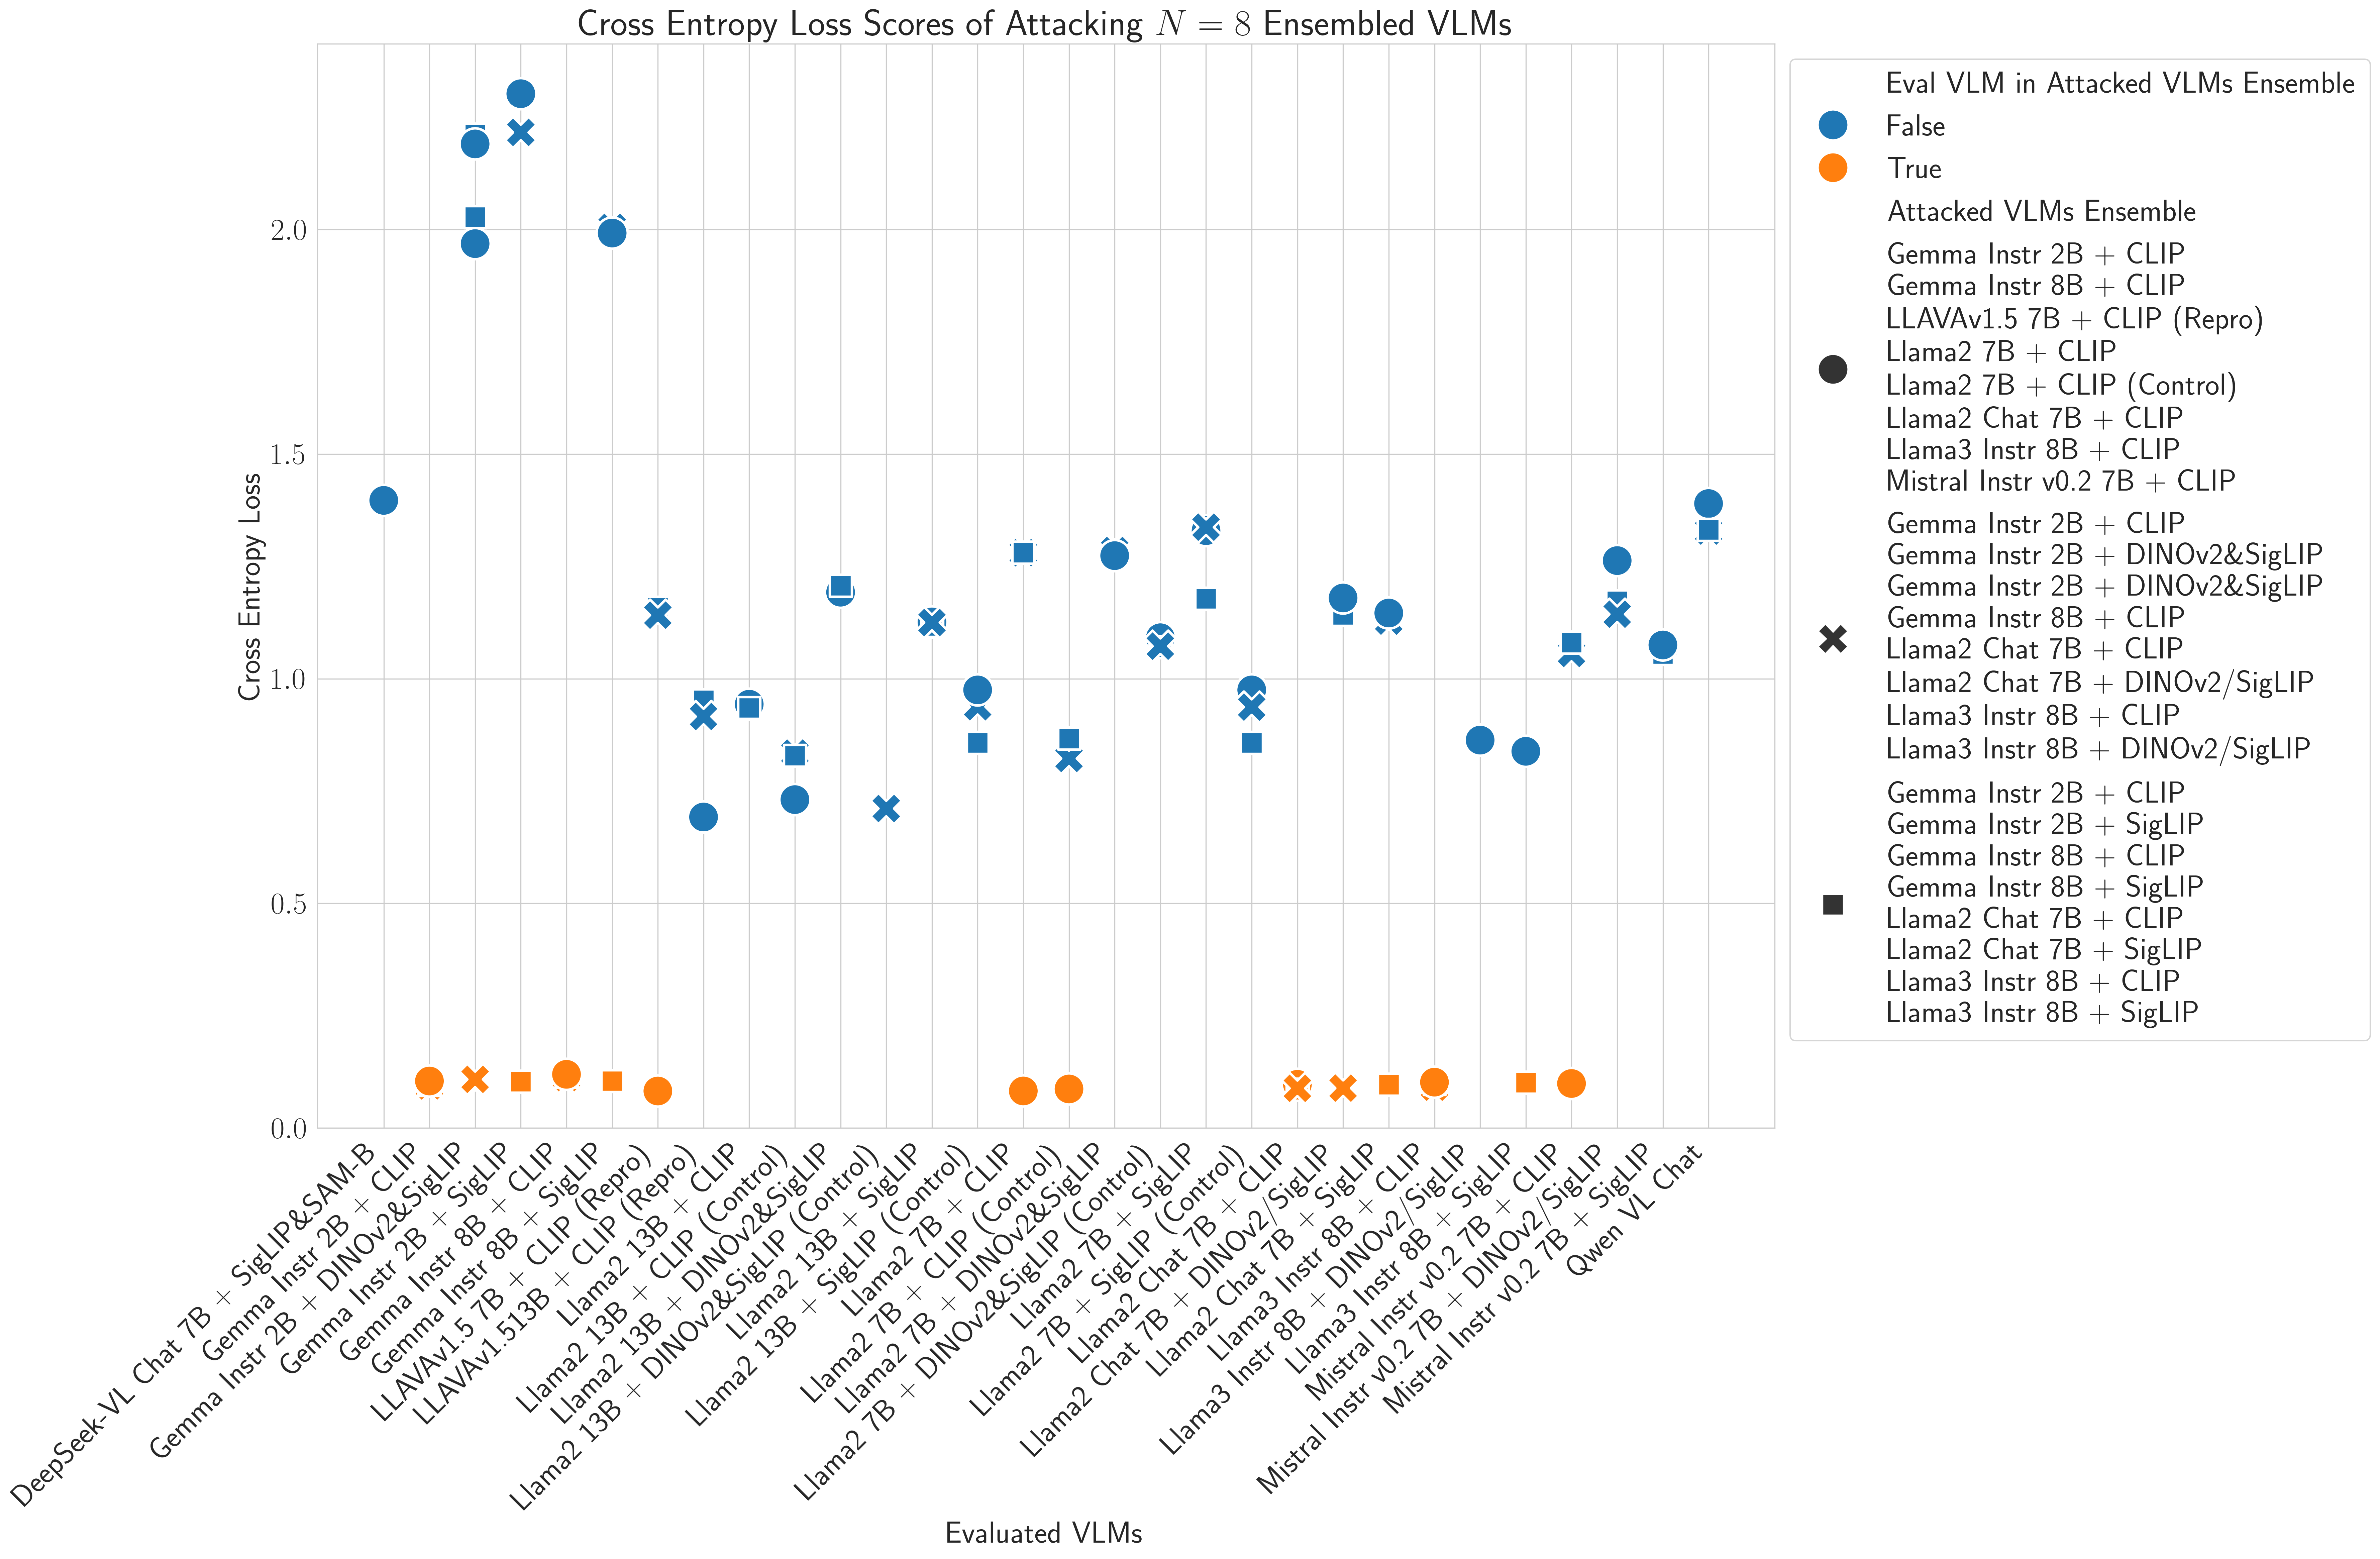 Cross Entropy Loss Scores of Attacking N = 8 Ensembled VLMs
Cross Entropy Loss
2.0
1.5
1.0
0.5
0.0
DeepSeek-VL Chat 7B + SigLIP&SAM-B
Gemma Instr 2B + CLIP
Gemma Instr 2B + DINOv2&SigLIP
Gemma Instr 2B + SigLIP
Gemma Instr 8B + CLIP
Gemma Instr 8B + SigLIP
LLAVAv1.5 7B + CLIP (Repro)
LLAVAv1.513B + CLIP (Repro)
Llama2 13B + CLIP
Llama2 13B + CLIP (Control)
Llama2 13B + DINOv2&SigLIP
Llama2 13B + DINOv2&SigLIP (Control)
Llama2 13B + SigLIP
Llama2 13B + SigLIP (Control)
Llama2 7B + CLIP
Llama2 7B + CLIP (Control)
Llama2 7B + DINOv2&SigLIP
Llama2 7B + DINOv2&SigLIP (Control)
Llama2 7B + SigLIP
Llama2 7B + SigLIP (Control)
Llama2 Chat 7B + CLIP
Llama2 Chat 7B + DINOv2/SigLIP
Llama2 Chat 7B + SigLIP
Llama3 Instr 8B + CLIP
Llama3 Instr 8B + DINOv2/SigLIP
Llama3 Instr 8B + SigLIP
Mistral Instr v0.2 7B + CLIP
Mistral Instr v0.2 7B + DINOv2/SigLIP
Mistral Instr v0.2 7B + SigLIP
Qwen VL Chat
Evaluated VLMs
Eval VLM in Attacked VLMs Ensemble
False
True
Attacked VLMs Ensemble
Gemma Instr 2B + CLIP
Gemma Instr 8B + CLIP
LLAVAv1.5 7B + CLIP (Repro)
Llama2 7B + CLIP
Llama2 7B + CLIP (Control)
Llama2 Chat 7B + CLIP
Llama3 Instr 8B + CLIP
Mistral Instr v0.2 7B + CLIP
Gemma Instr 2B + CLIP
Gemma Instr 2B + DINOv2&SigLIP
Gemma Instr 2B + DINOv2&SigLIP
Gemma Instr 8B + CLIP
Llama2 Chat 7B + CLIP
Llama2 Chat 7B + DINOv2/SigLIP
Llama3 Instr 8B + CLIP
Llama3 Instr 8B + DINOv2/SigLIP
Gemma Instr 2B + CLIP
Gemma Instr 2B + SigLIP
Gemma Instr 8B + CLIP
Gemma Instr 8B + SigLIP
Llama2 Chat 7B + CLIP
Llama2 Chat 7B + SigLIP
Llama3 Instr 8B + CLIP
Llama3 Instr 8B + SigLIP